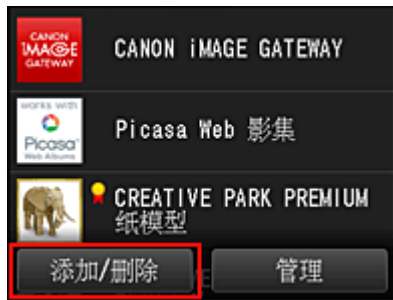 CANON
iMAGE
GATEWAY
CANON iMAGE GATEWAY
works with
Picasa
Web Albums
Picasa Web 影集
CREATIVE PARK PREMIUM
纸模型
添加/删除
管理